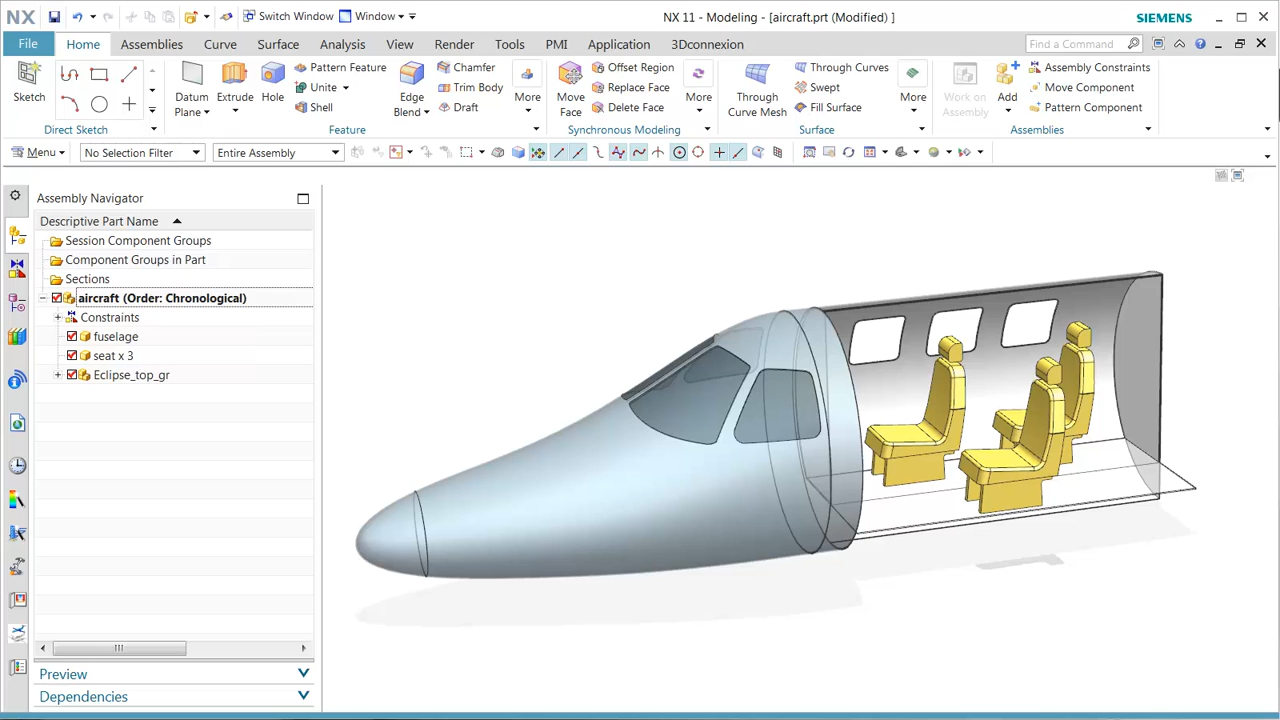 NX Switch Window Window NX 11 - Modeling - [aircraft.prt (Modified) ] SIEMENS
File Home Assemblies Curve Surface Analysis View Render Tools PMI Application 3Dconnexion Find a Command
Sketch
Direct Sketch
Datum Plane
Extrude
Pattern Feature
Unite
Shell
Edge Blend
Chamfer
Trim Body
Draft
More
Feature
Move Face
Offset Region
Replace Face
Delete Face
More
Synchronous Modeling
Through Curve Mesh
Through Curves
Swept
Fill Surface
More
Surface
Work on Assembly
Add
Assembly Constraints
Move Component
Pattern Component
Assemblies
Menu No Selection Filter Entire Assembly
Assembly Navigator
Descriptive Part Name
Session Component Groups
Component Groups in Part
Sections
aircraft (Order: Chronological)
Constraints
fuselage
seat x 3
Eclipse_top_gr
Preview
Dependencies